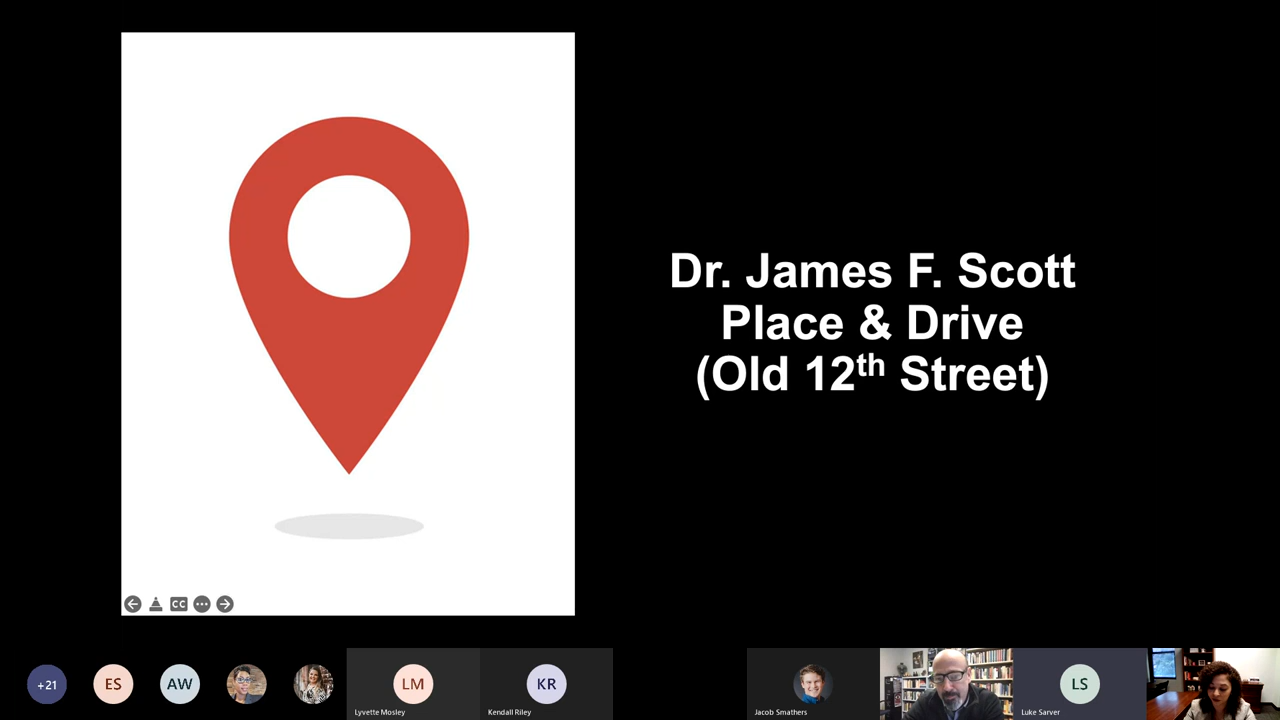 Dr. James F. Scott
Place & Drive
(Old 12th Street)
CC
+21
ES
AW
LM
KR
LS
Lyvette Mosley
Kendall Riley
Jacob Smathers
Luke Sarver